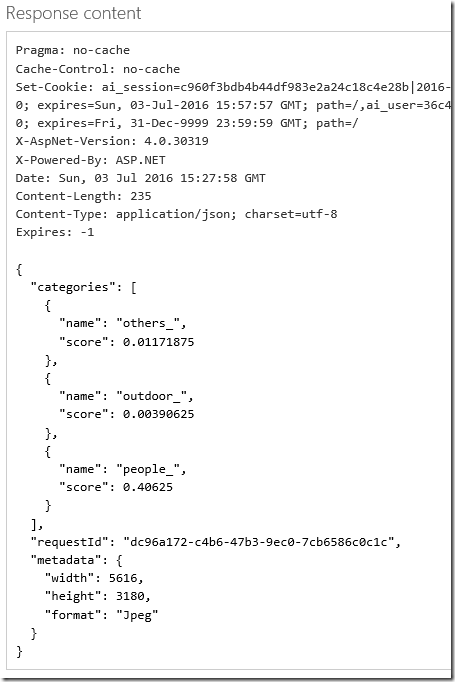 Response content
Pragma: no-cache
Cache-Control: no-cache
Set-Cookie: ai_session=c960f3bdb4b44df983e2a24c18c4e28b|2016-
0; expires=Sun, 03-Jul-2016 15:57:57 GMT; path=/,ai_user=36c4
0; expires=Fri, 31-Dec-9999 23:59:59 GMT; path=/
X-AspNet-Version: 4.0.30319
X-Powered-By: ASP.NET
Date: Sun, 03 Jul 2016 15:27:58 GMT
Content-Length: 235
Content-Type: application/json; charset=utf-8
Expires: -1
{
  "categories": [
    {
      "name": "others_",
      "score": 0.01171875
    },
    {
      "name": "outdoor_",
      "score": 0.00390625
    },
    {
      "name": "people_",
      "score": 0.40625
    }
  ],
  "requestId": "dc96a172-c4b6-47b3-9ec0-7cb6586c0c1c",
  "metadata": {
    "width": 5616,
    "height": 3180,
    "format": "Jpeg"
  }
}